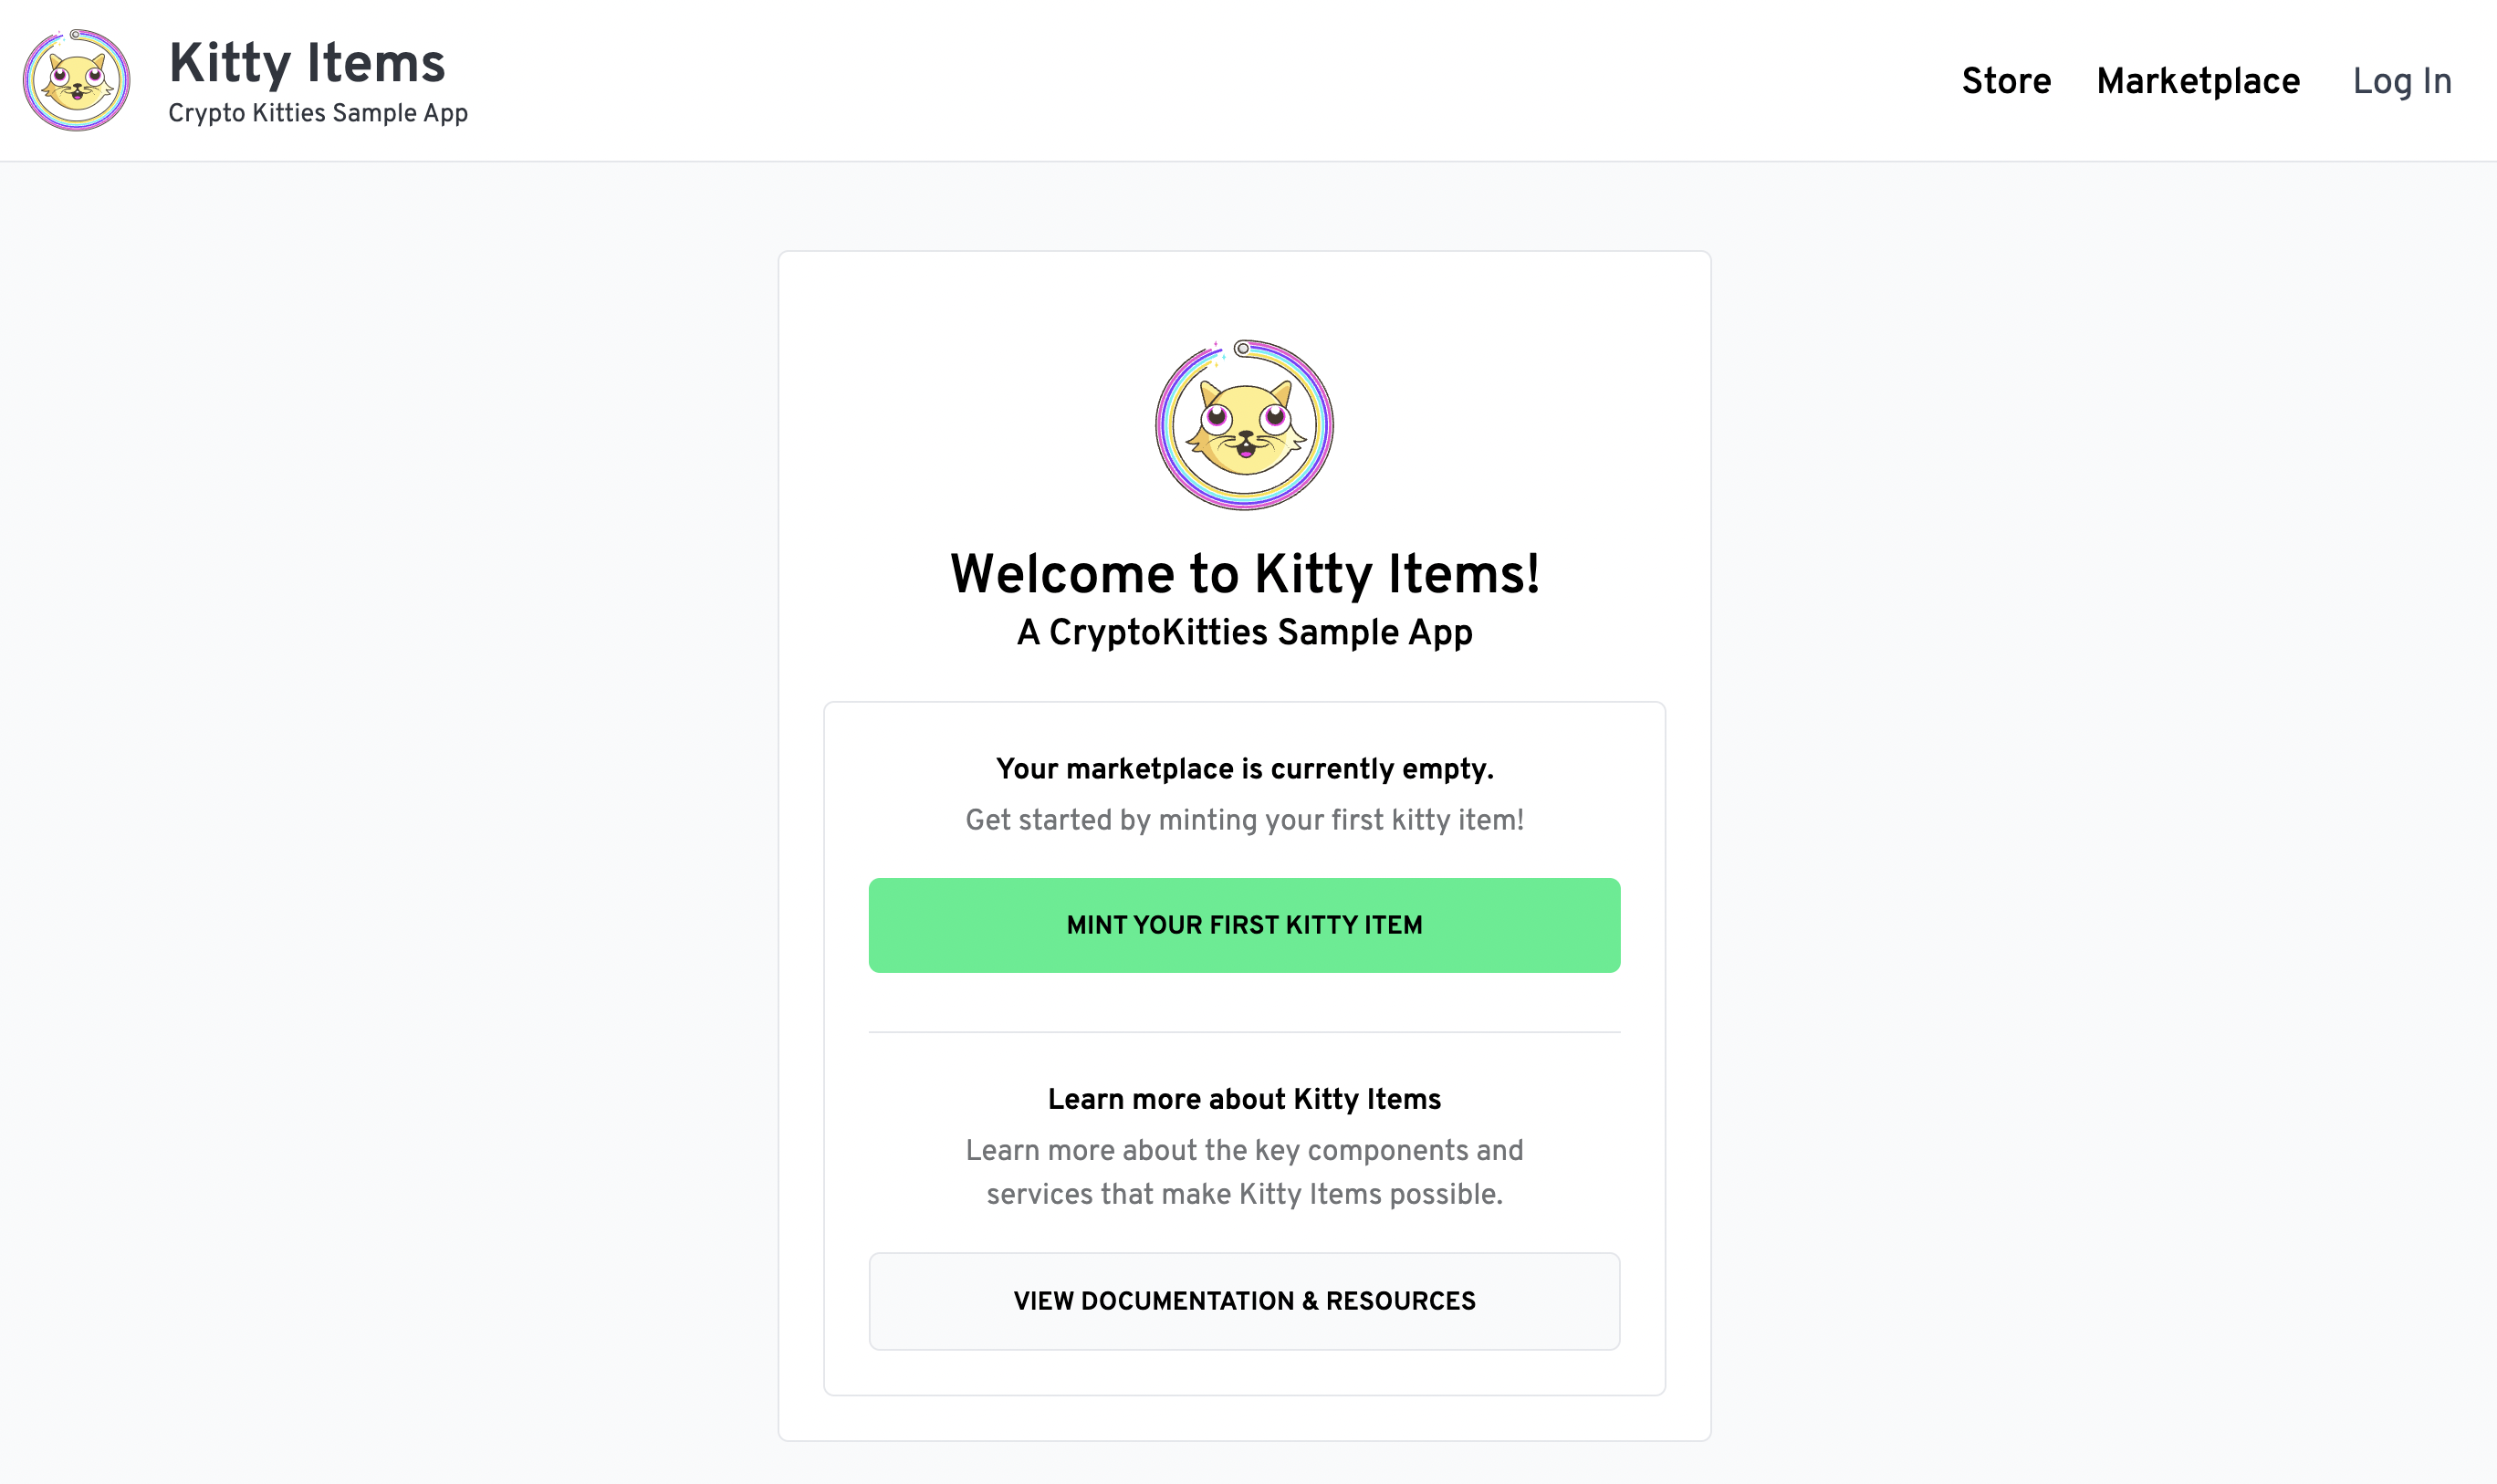 Kitty Items
Crypto Kitties Sample App
Store
Marketplace
Log In
Welcome to Kitty Items!
A CryptoKitties Sample App
Your marketplace is currently empty.
Get started by minting your first kitty item!
MINT YOUR FIRST KITTY ITEM
Learn more about Kitty Items
Learn more about the key components and
services that make Kitty Items possible.
VIEW DOCUMENTATION & RESOURCES